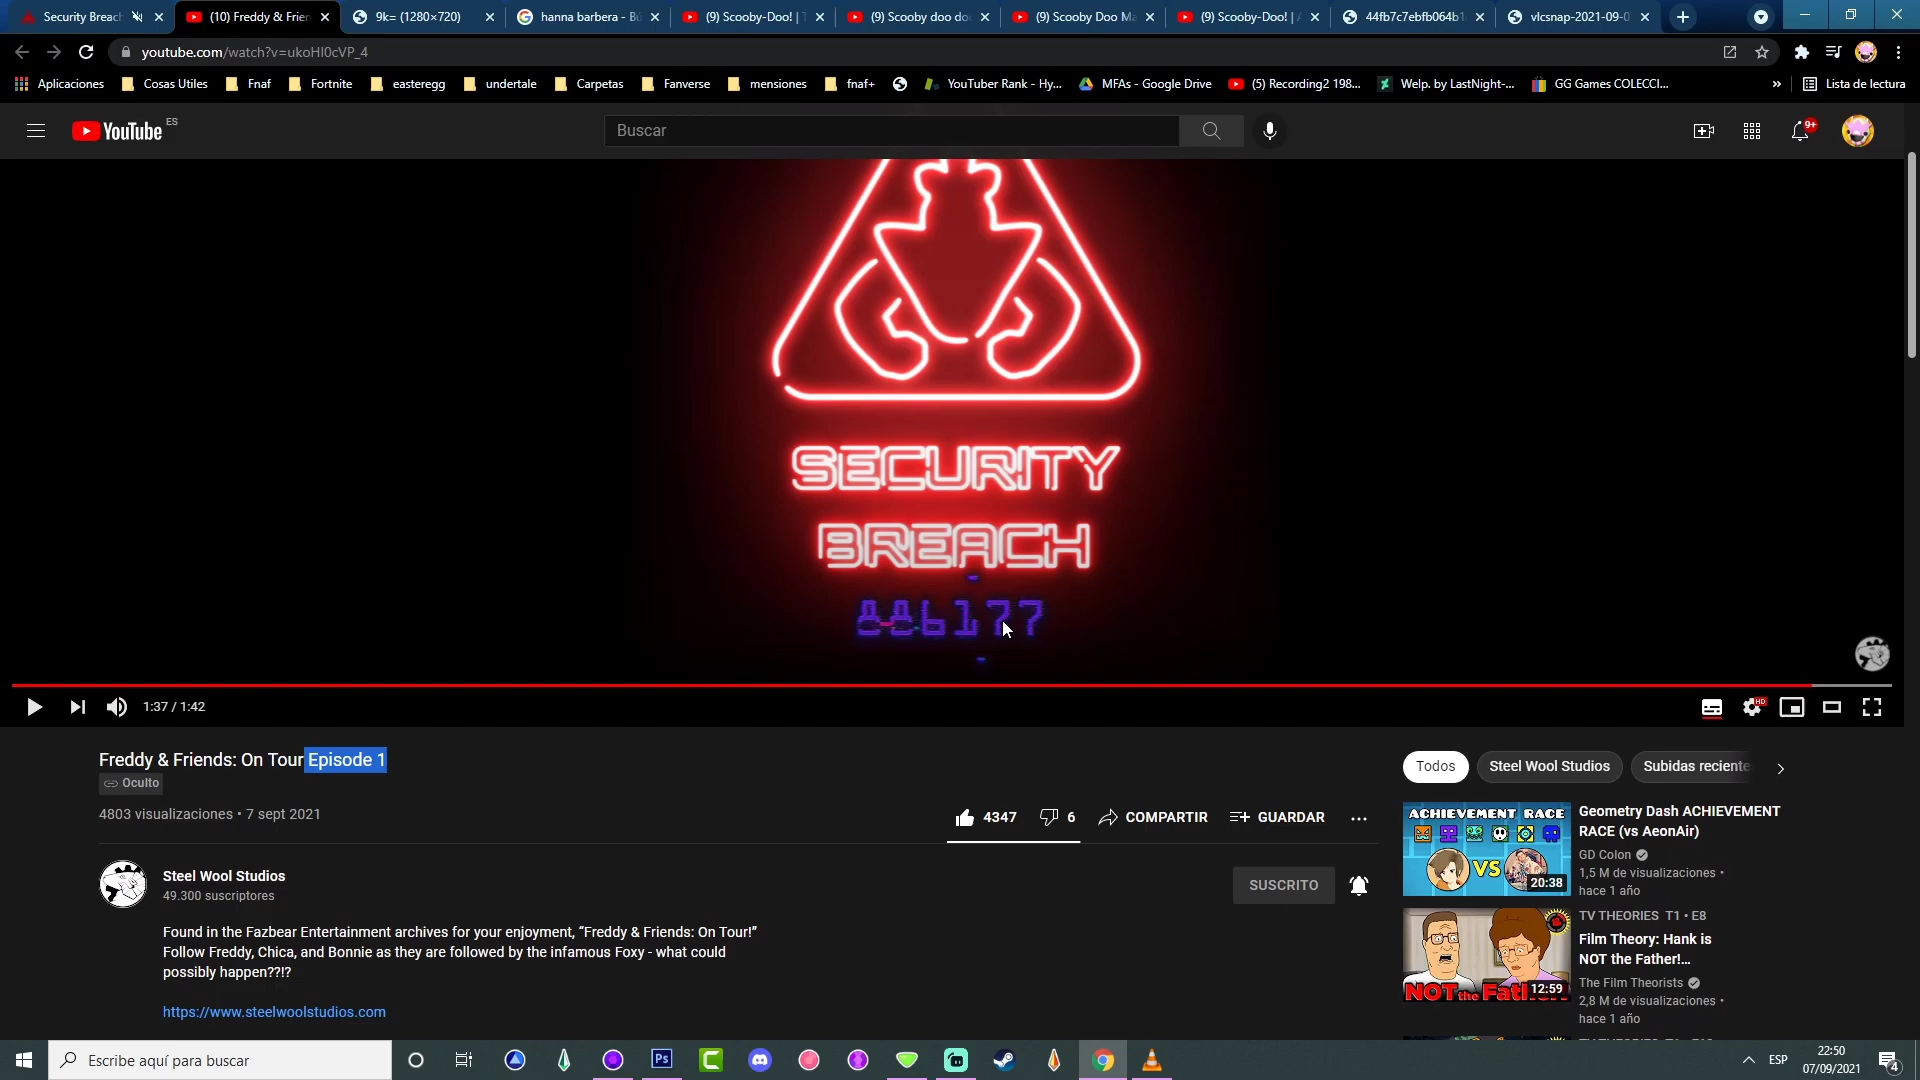 Security Breach
(10) Freddy & Frien
9k= (1280×720)
hanna barbera - Bú
(9) Scooby-Doo! | T
(9) Scooby doo do
(9) Scooby Doo Ma
(9) Scooby-Doo! | A
44fb7c7ebfb064b1
vlcsnap-2021-09-0
youtube.com/watch?v=ukoHI0cVP_4
Aplicaciones
Cosas Utiles
Fnaf
Fortnite
easteregg
undertale
Carpetas
Fanverse
mensiones
fnaf+
YouTuber Rank - Hy...
MFAs - Google Drive
(5) Recording2 198...
Welp. by LastNight-...
GG Games COLECCI...
»
Lista de lectura
YouTube ES
Buscar
9+
SECURITY
BREACH
886177
1:37 / 1:42
HD
Freddy & Friends: On Tour Episode 1
Oculto
4803 visualizaciones • 7 sept 2021
4347
6
COMPARTIR
GUARDAR
Steel Wool Studios
49.300 suscriptores
SUSCRITO
Found in the Fazbear Entertainment archives for your enjoyment, “Freddy & Friends: On Tour!”
Follow Freddy, Chica, and Bonnie as they are followed by the infamous Foxy - what could
possibly happen??!?
https://www.steelwoolstudios.com
Todos
Steel Wool Studios
Subidas reciente
ACHIEVEMENT RACE
VS
20:38
Geometry Dash ACHIEVEMENT
RACE (vs AeonAir)
GD Colon
1,5 M de visualizaciones •
hace 1 año
NOT the Fath
12:59
TV THEORIES T1 • E8
Film Theory: Hank is
NOT the Father!...
The Film Theorists
2,8 M de visualizaciones •
hace 1 año
Escribe aquí para buscar
Ps
ESP
22:50
07/09/2021
4